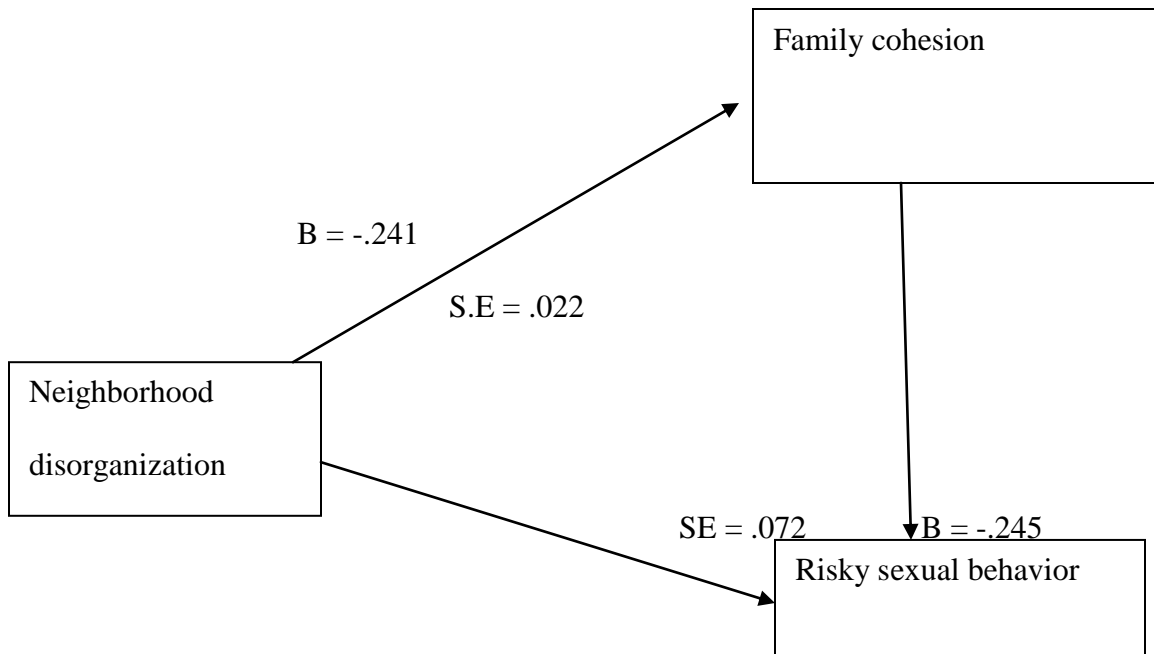 Family cohesion
B = -.241
S.E = .022
Neighborhood
disorganization
SE = .072
B = -.245
Risky sexual behavior